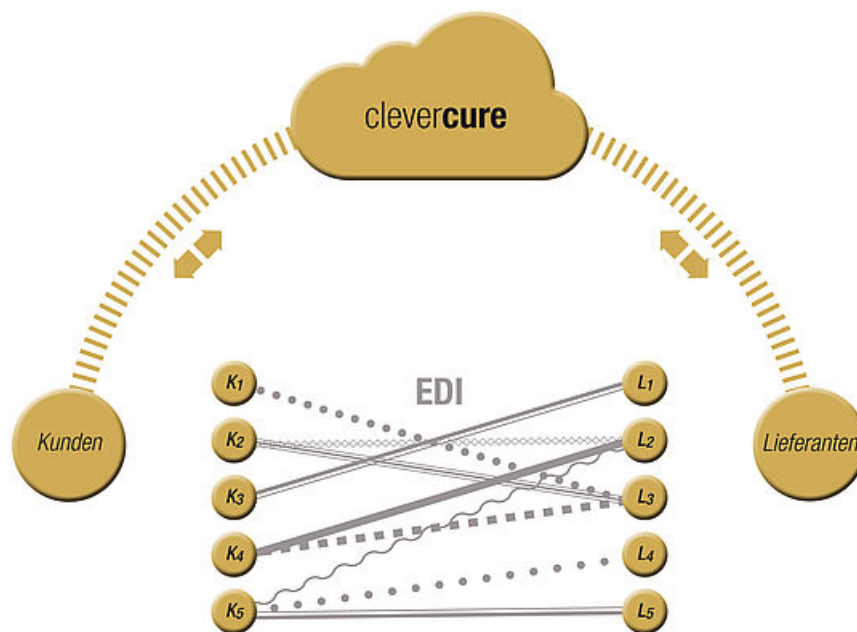 clevercure
EDI
K1
L1
K2
L2
Kunden
Lieferanten
K3
L3
K4
L4
K5
L5